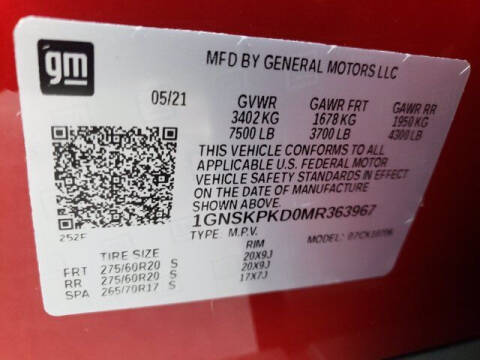 gm
MFD BY GENERAL MOTORS LLC
05/21 GVWR GAWR FRT GAWR RR
3402 KG 1678 KG 1950 KG
7500 LB 3700 LB 4300 LB
THIS VEHICLE CONFORMS TO ALL
APPLICABLE U.S. FEDERAL MOTOR
VEHICLE SAFETY STANDARDS IN EFFECT
ON THE DATE OF MANUFACTURE
SHOWN ABOVE.
1GNSKPKD0MR363967
252F TYPE: M.P.V. MODEL: 07CK10706
TIRE SIZE RIM
FRT 275/60R20 S 20X9J
RR 275/60R20 S 20X9J
SPA 265/70R17 S 17X7J